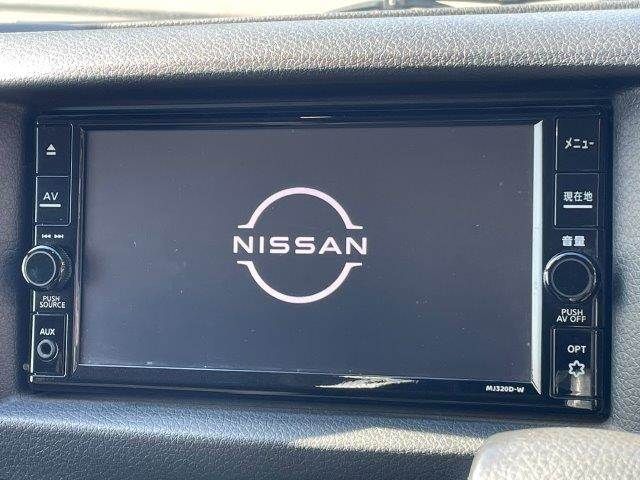 AV
PUSH
SOURCE
AUX
NISSAN
メニュー
現在地
音量
PUSH
AV OFF
OPT
MJ320D-W